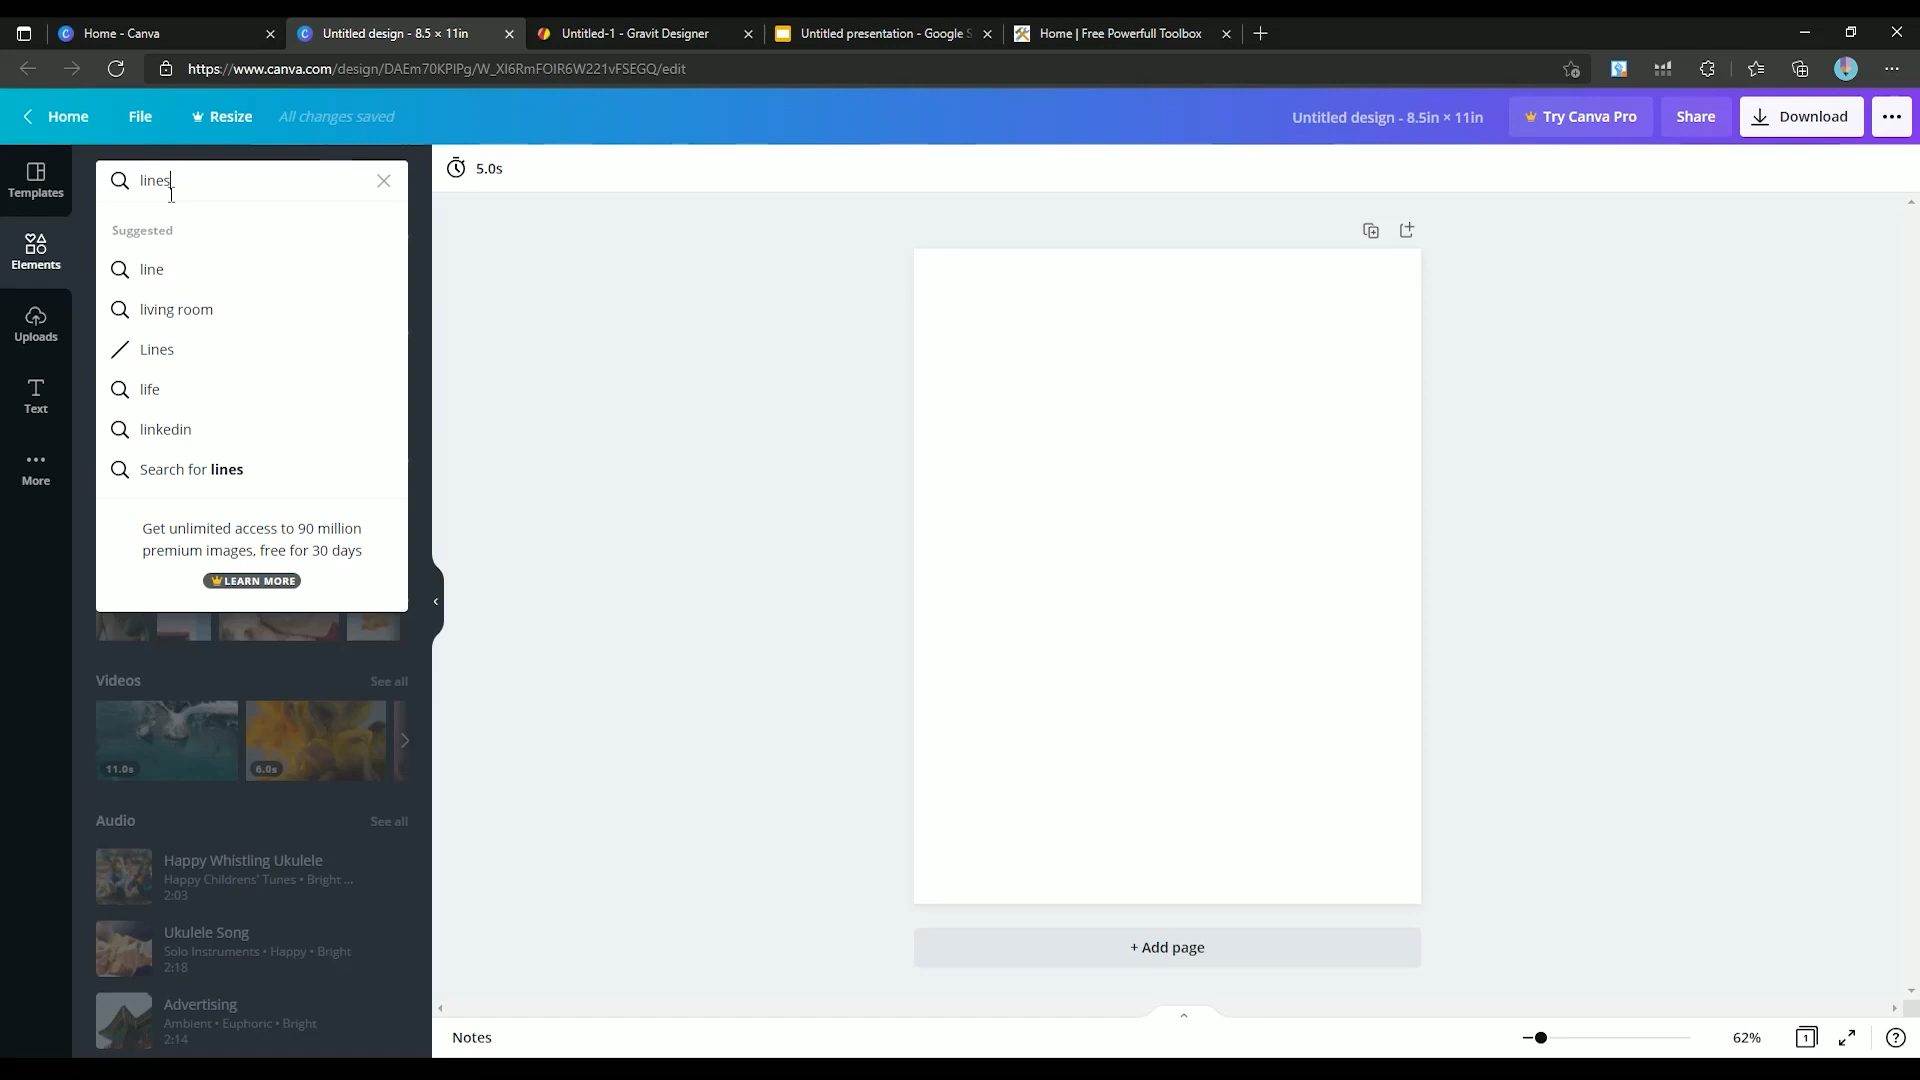 Home - Canva
Untitled design - 8.5 × 11in
Untitled-1 - Gravit Designer
Untitled presentation - Google S
Home | Free Powerfull Toolbox
https://www.canva.com/design/DAEm70KPlPg/W_Xl6RmFOlR6W221vFSEGQ/edit
Home
File
Resize
All changes saved
Untitled design - 8.5in × 11in
Try Canva Pro
Share
Download
Templates
Elements
Uploads
Text
More
lines
Suggested
line
living room
Lines
life
linkedin
Search for lines
Get unlimited access to 90 million
premium images, free for 30 days
LEARN MORE
Videos
See all
11.0s
6.0s
Audio
See all
Happy Whistling Ukulele
Happy Childrens' Tunes • Bright ...
2:03
Ukulele Song
Solo Instruments • Happy • Bright
2:18
Advertising
Ambient • Euphoric • Bright
2:14
5.0s
+ Add page
Notes
62%
1
?